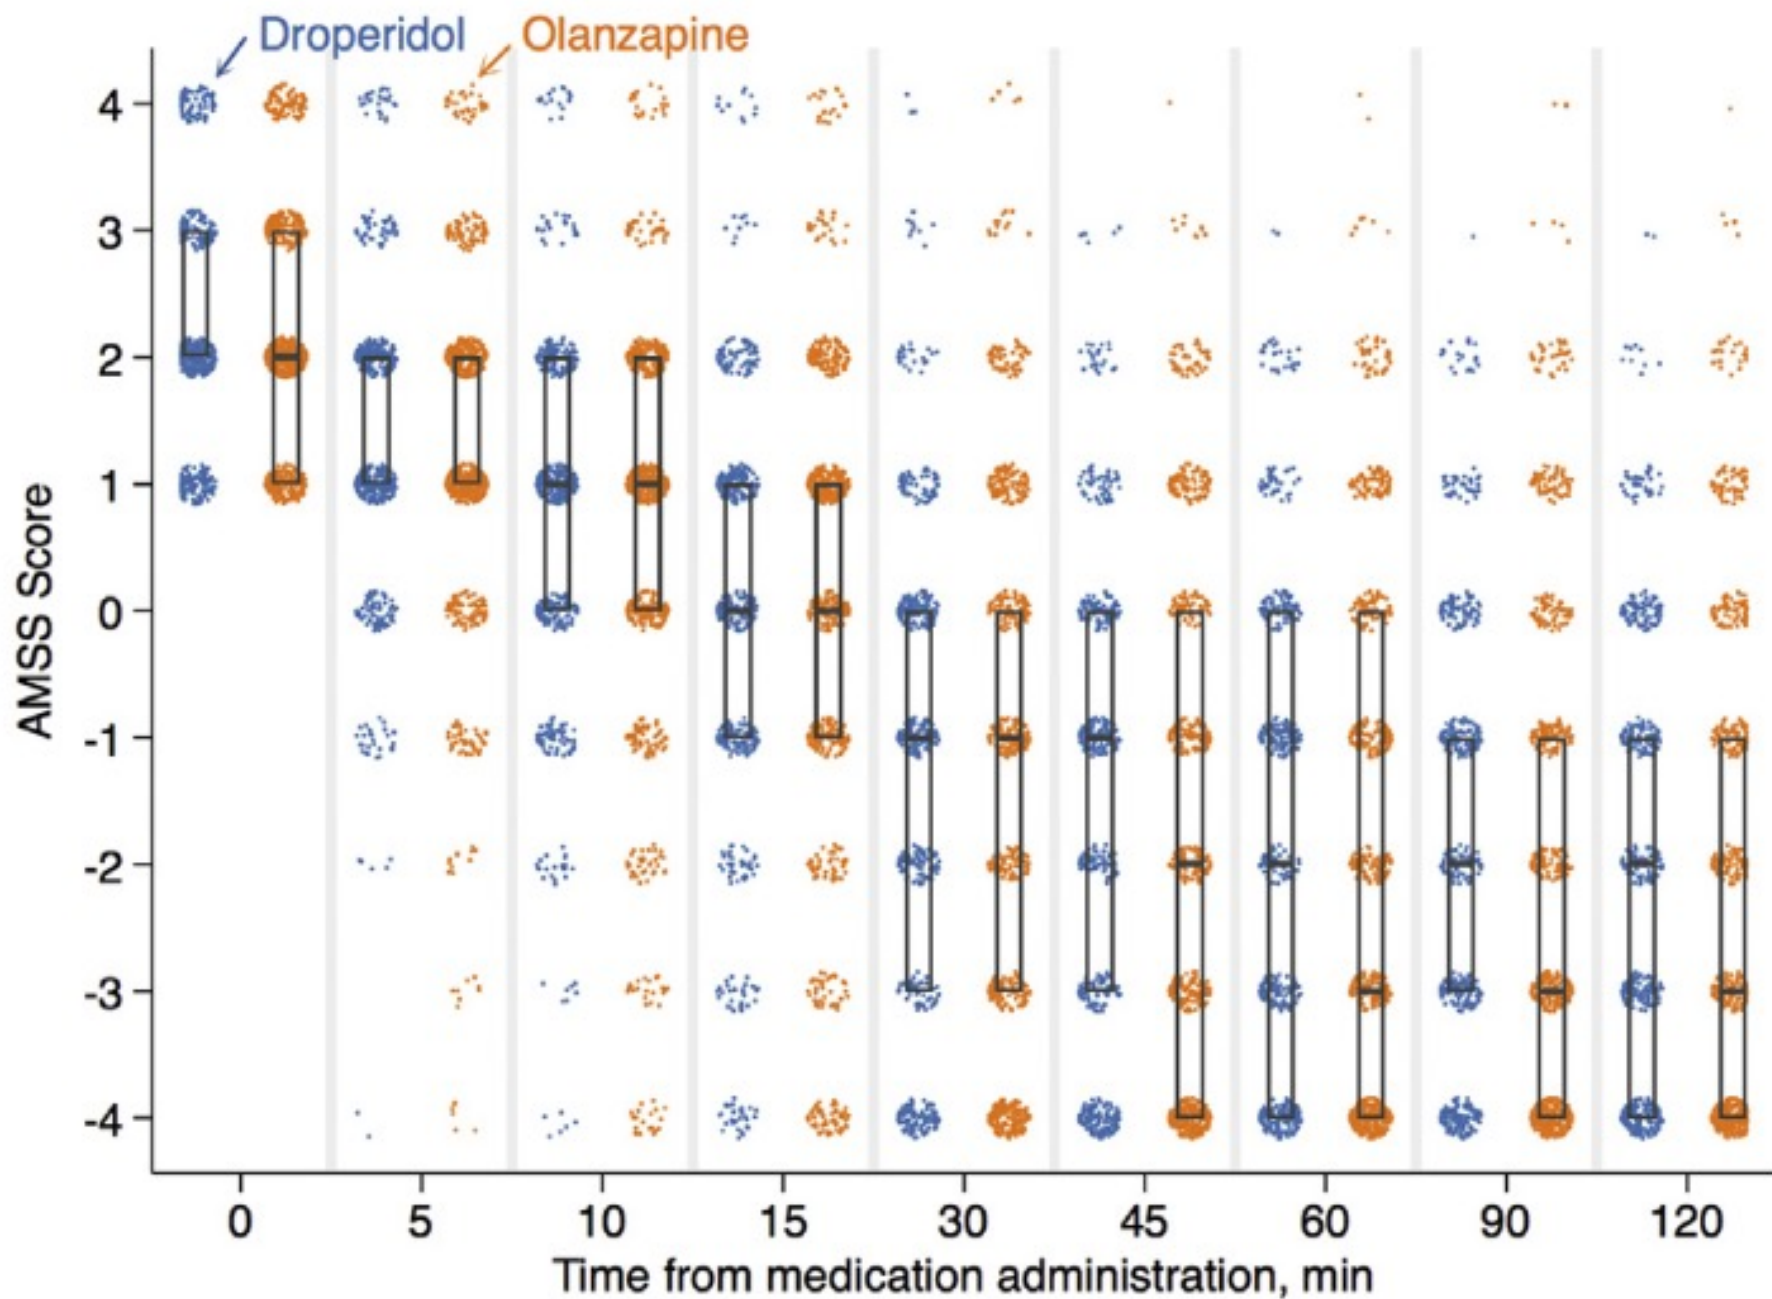 Droperidol Olanzapine
4
3
2
1
0
-1
-2
-3
-4
AMSS Score
0 5 10 15 30 45 60 90 120
Time from medication administration, min